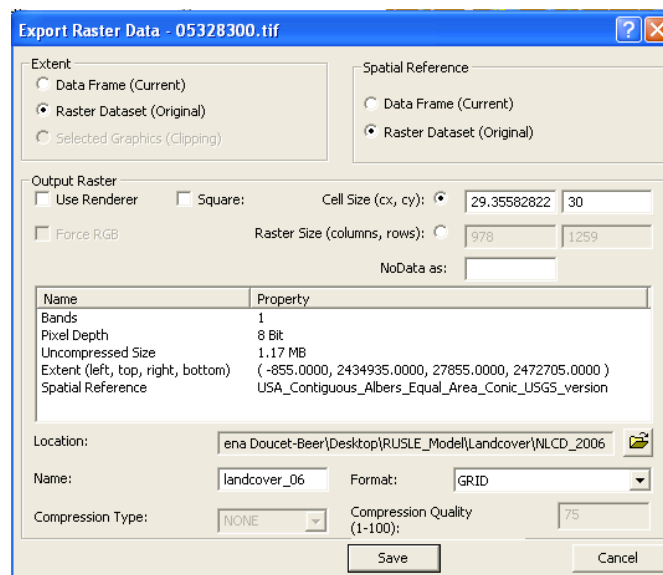 Export Raster Data - 05328300.tif
Extent
Data Frame (Current)
Raster Dataset (Original)
Selected Graphics (Clipping)
Spatial Reference
Data Frame (Current)
Raster Dataset (Original)
Output Raster
Use Renderer
Square:
Cell Size (cx, cy):
29.35582822
30
Force RGB
Raster Size (columns, rows):
978
1259
NoData as:
Name Property
Bands 1
Pixel Depth 8 Bit
Uncompressed Size 1.17 MB
Extent (left, top, right, bottom) ( -855.0000, 2434935.0000, 27855.0000, 2472705.0000 )
Spatial Reference USA_Contiguous_Albers_Equal_Area_Conic_USGS_version
Location: ena Doucet-Beer\Desktop\RUSLE_Model\Landcover\NLCD_2006
Name: landcover_06 Format: GRID
Compression Type: NONE
Compression Quality
(1-100):
75
Save Cancel